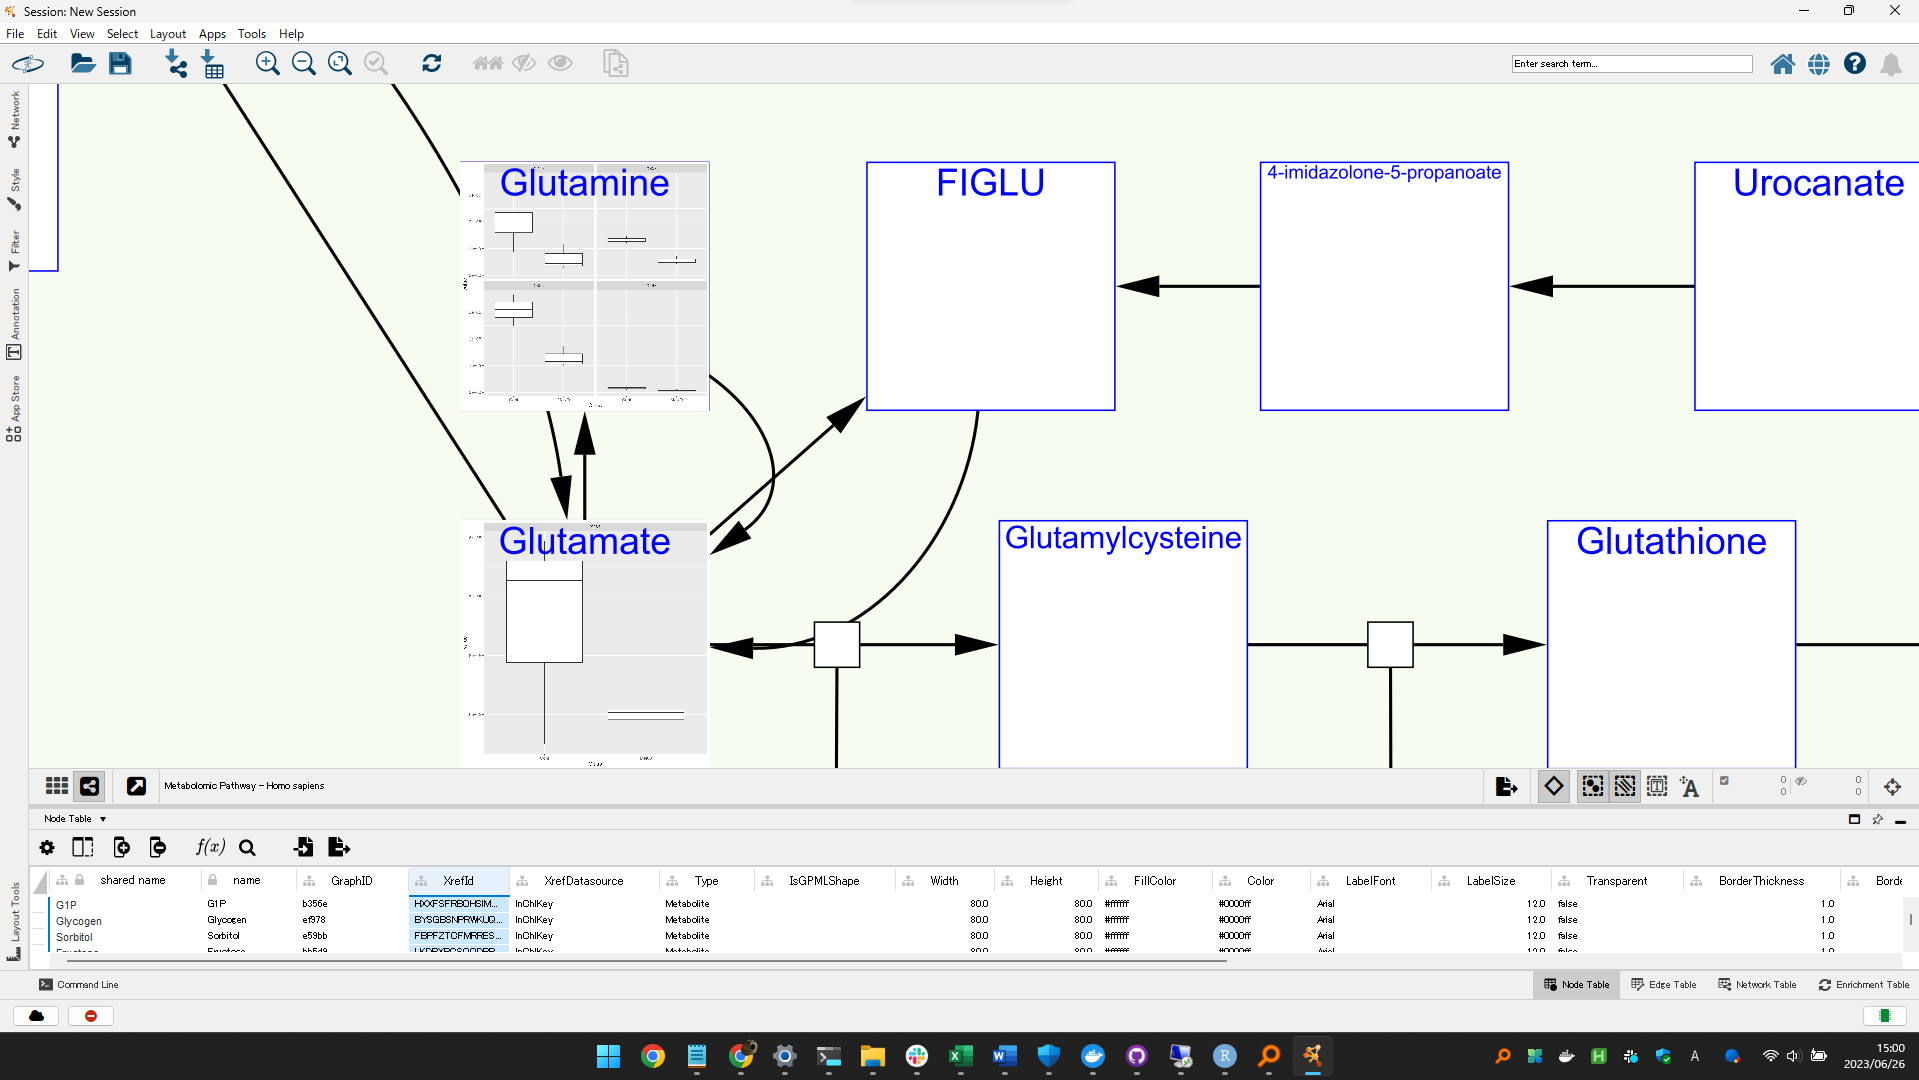 Session: New Session
File Edit View Select Layout Apps Tools Help
Enter search term...
Network
Style
Filter
Annotation
App Store
Layout Tools
Glutamine
FIGLU
4-imidazolone-5-propanoate
Urocanate
Glutamate
Glutamylcysteine
Glutathione
Metabolomic Pathway - Homo sapiens
0 0
0 0
Node Table
f(x)
shared name name GraphID XrefId XrefDatasource Type IsGPMLShape Width Height FillColor Color LabelFont LabelSize Transparent BorderThickness Borde
G1P G1P b356e HXXFSFRBOHSIM... InChIKey Metabolite 80.0 80.0 #ffffff #0000ff Arial 12.0 false 1.0
Glycogen Glycogen ef978 BYSGBSNPRWKUQ... InChIKey Metabolite 80.0 80.0 #ffffff #0000ff Arial 12.0 false 1.0
Sorbitol Sorbitol e59bb FBPFZTCFMRRES... InChIKey Metabolite 80.0 80.0 #ffffff #0000ff Arial 12.0 false 1.0
Command Line
Node Table Edge Table Network Table Enrichment Table
15:00
2023/06/26